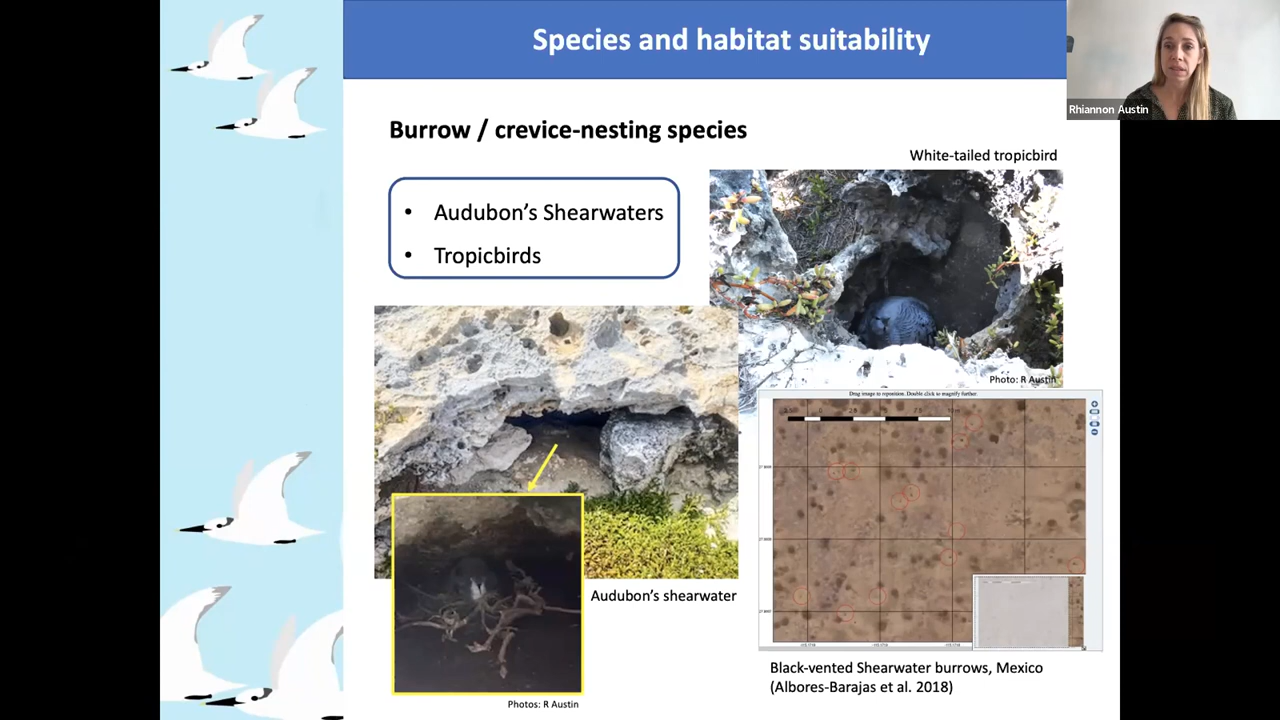 Species and habitat suitability
Rhiannon Austin
Burrow / crevice-nesting species
White-tailed tropicbird
• Audubon's Shearwaters
• Tropicbirds
Photo: R Austin
Drag image to reposition. Double click to magnify further.
Audubon's shearwater
Black-vented Shearwater burrows, Mexico
(Albores-Barajas et al. 2018)
Photos: R Austin